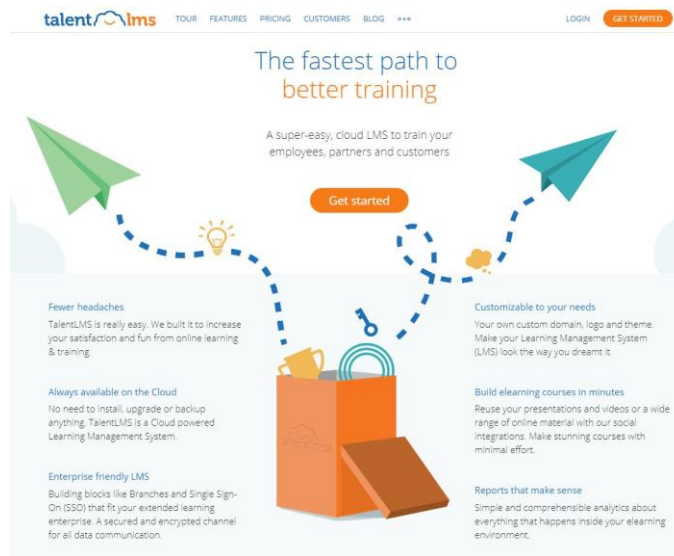 talent lms TOUR FEATURES PRICING CUSTOMERS BLOG LOGIN GET STARTED
The fastest path to
better training
A super-easy, cloud LMS to train your
employees, partners and customers
Get started
Fewer headaches
TalentLMS is really easy. We built it to increase
your satisfaction and fun from online learning
& training.
Always available on the Cloud
No need to install, upgrade or backup
anything. TalentLMS is a Cloud powered
Learning Management System.
Enterprise friendly LMS
Building blocks like Branches and Single Sign-
On (SSO) that fit your extended learning
enterprise. A secured and encrypted channel
for all data communication.
talentlms
Customizable to your needs
Your own custom domain, logo and theme.
Make your Learning Management System
(LMS) look the way you dreamt it.
Build elearning courses in minutes
Reuse your presentations and videos or a wide
range of online material with our social
integrations. Make stunning courses with
minimal effort.
Reports that make sense
Simple and comprehensible analytics about
everything that happens inside your elearning
environment.